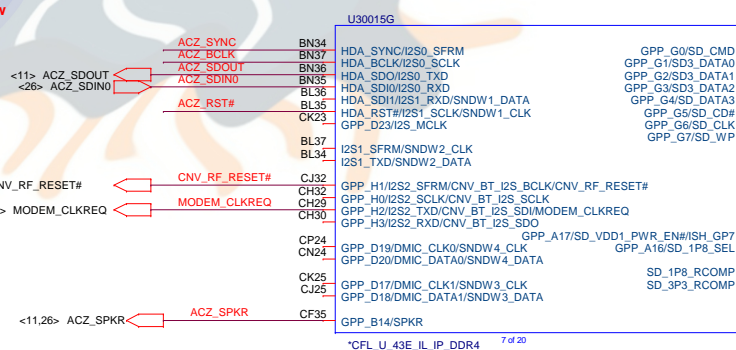 w
U30015G
ACZ_SYNC BN34 HDA_SYNC/I2S0_SFRM GPP_G0/SD_CMD
ACZ_BCLK BN37 HDA_BCLK/I2S0_SCLK GPP_G1/SD3_DATA0
<11> ACZ_SDOUT ACZ_SDOUT BN36 HDA_SDO/I2S0_TXD GPP_G2/SD3_DATA1
<26> ACZ_SDIN0 ACZ_SDIN0 BN35 HDA_SDI0/I2S0_RXD GPP_G3/SD3_DATA2
BL36 HDA_SDI1/I2S1_RXD/SNDW1_DATA GPP_G4/SD_DATA3
ACZ_RST# BL35 HDA_RST#/I2S1_SCLK/SNDW1_CLK GPP_G5/SD_CD#
CK23 GPP_D23/I2S_MCLK GPP_G6/SD_CLK
GPP_G7/SD_WP
BL37 I2S1_SFRM/SNDW2_CLK
BL34 I2S1_TXD/SNDW2_DATA
NV_RF_RESET# CNV_RF_RESET# CJ32 GPP_H1/I2S2_SFRM/CNV_BT_I2S_BCLK/CNV_RF_RESET#
CH32 GPP_H0/I2S2_SCLK/CNV_BT_I2S_SCLK
> MODEM_CLKREQ MODEM_CLKREQ CH29 GPP_H2/I2S2_TXD/CNV_BT_I2S_SDI/MODEM_CLKREQ
CH30 GPP_H3/I2S2_RXD/CNV_BT_I2S_SDO
GPP_A17/SD_VDD1_PWR_EN#/ISH_GP7
CP24 GPP_D19/DMIC_CLK0/SNDW4_CLK GPP_A16/SD_1P8_SEL
CN24 GPP_D20/DMIC_DATA0/SNDW4_DATA
SD_1P8_RCOMP
CK25 GPP_D17/DMIC_CLK1/SNDW3_CLK SD_3P3_RCOMP
CJ25 GPP_D18/DMIC_DATA1/SNDW3_DATA
<11,26> ACZ_SPKR ACZ_SPKR CF35 GPP_B14/SPKR
*CFL_U_43E_IL_IP_DDR4 7 of 20